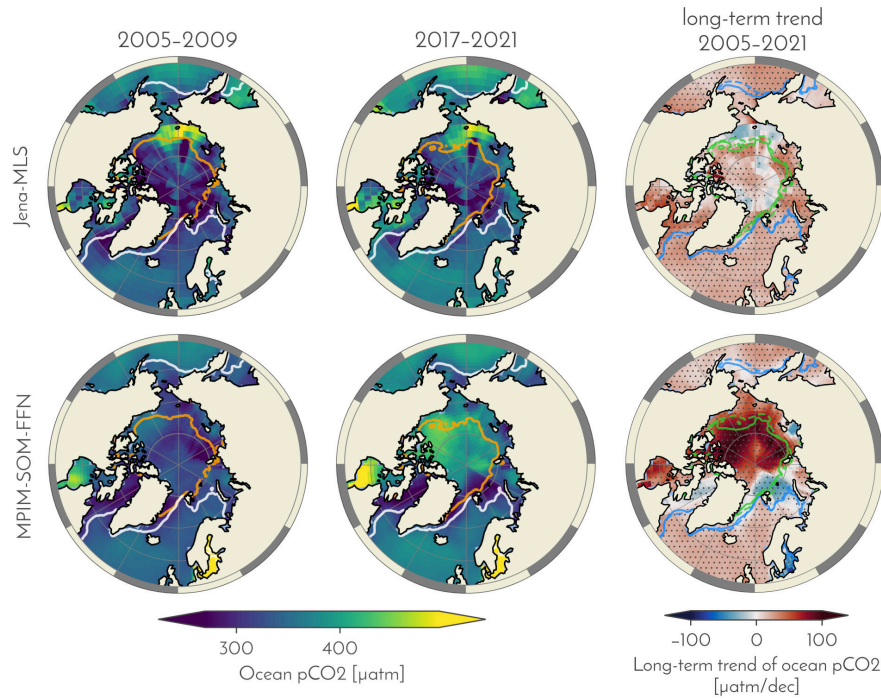 long-term trend
2005–2009 2017–2021 2005–2021
Jena-MLS
MPIM-SOM-FFN
300 400
Ocean pCO2 [µatm]
−100 0 100
Long-term trend of ocean pCO2
[µatm/dec]